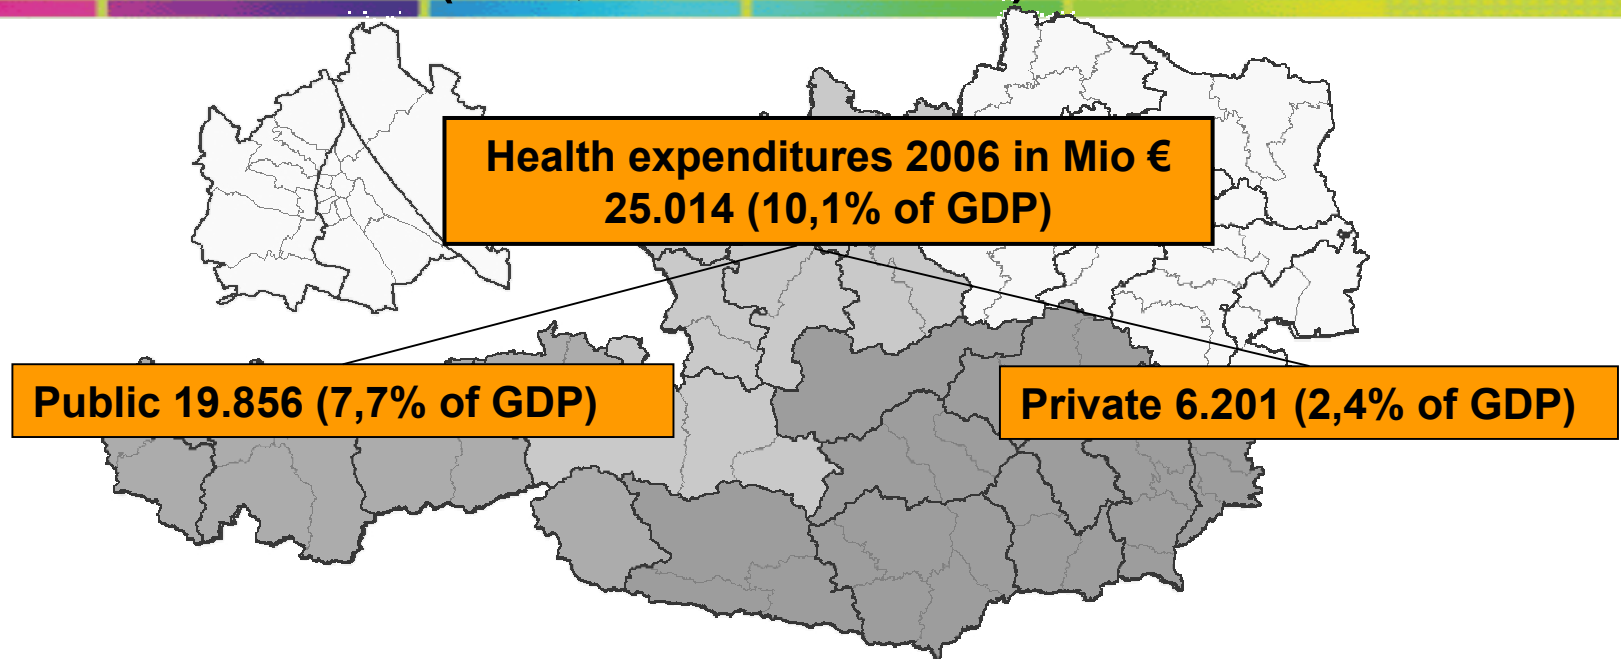 Health expenditures 2006 in Mio €
25.014 (10,1% of GDP)
Public 19.856 (7,7% of GDP)
Private 6.201 (2,4% of GDP)